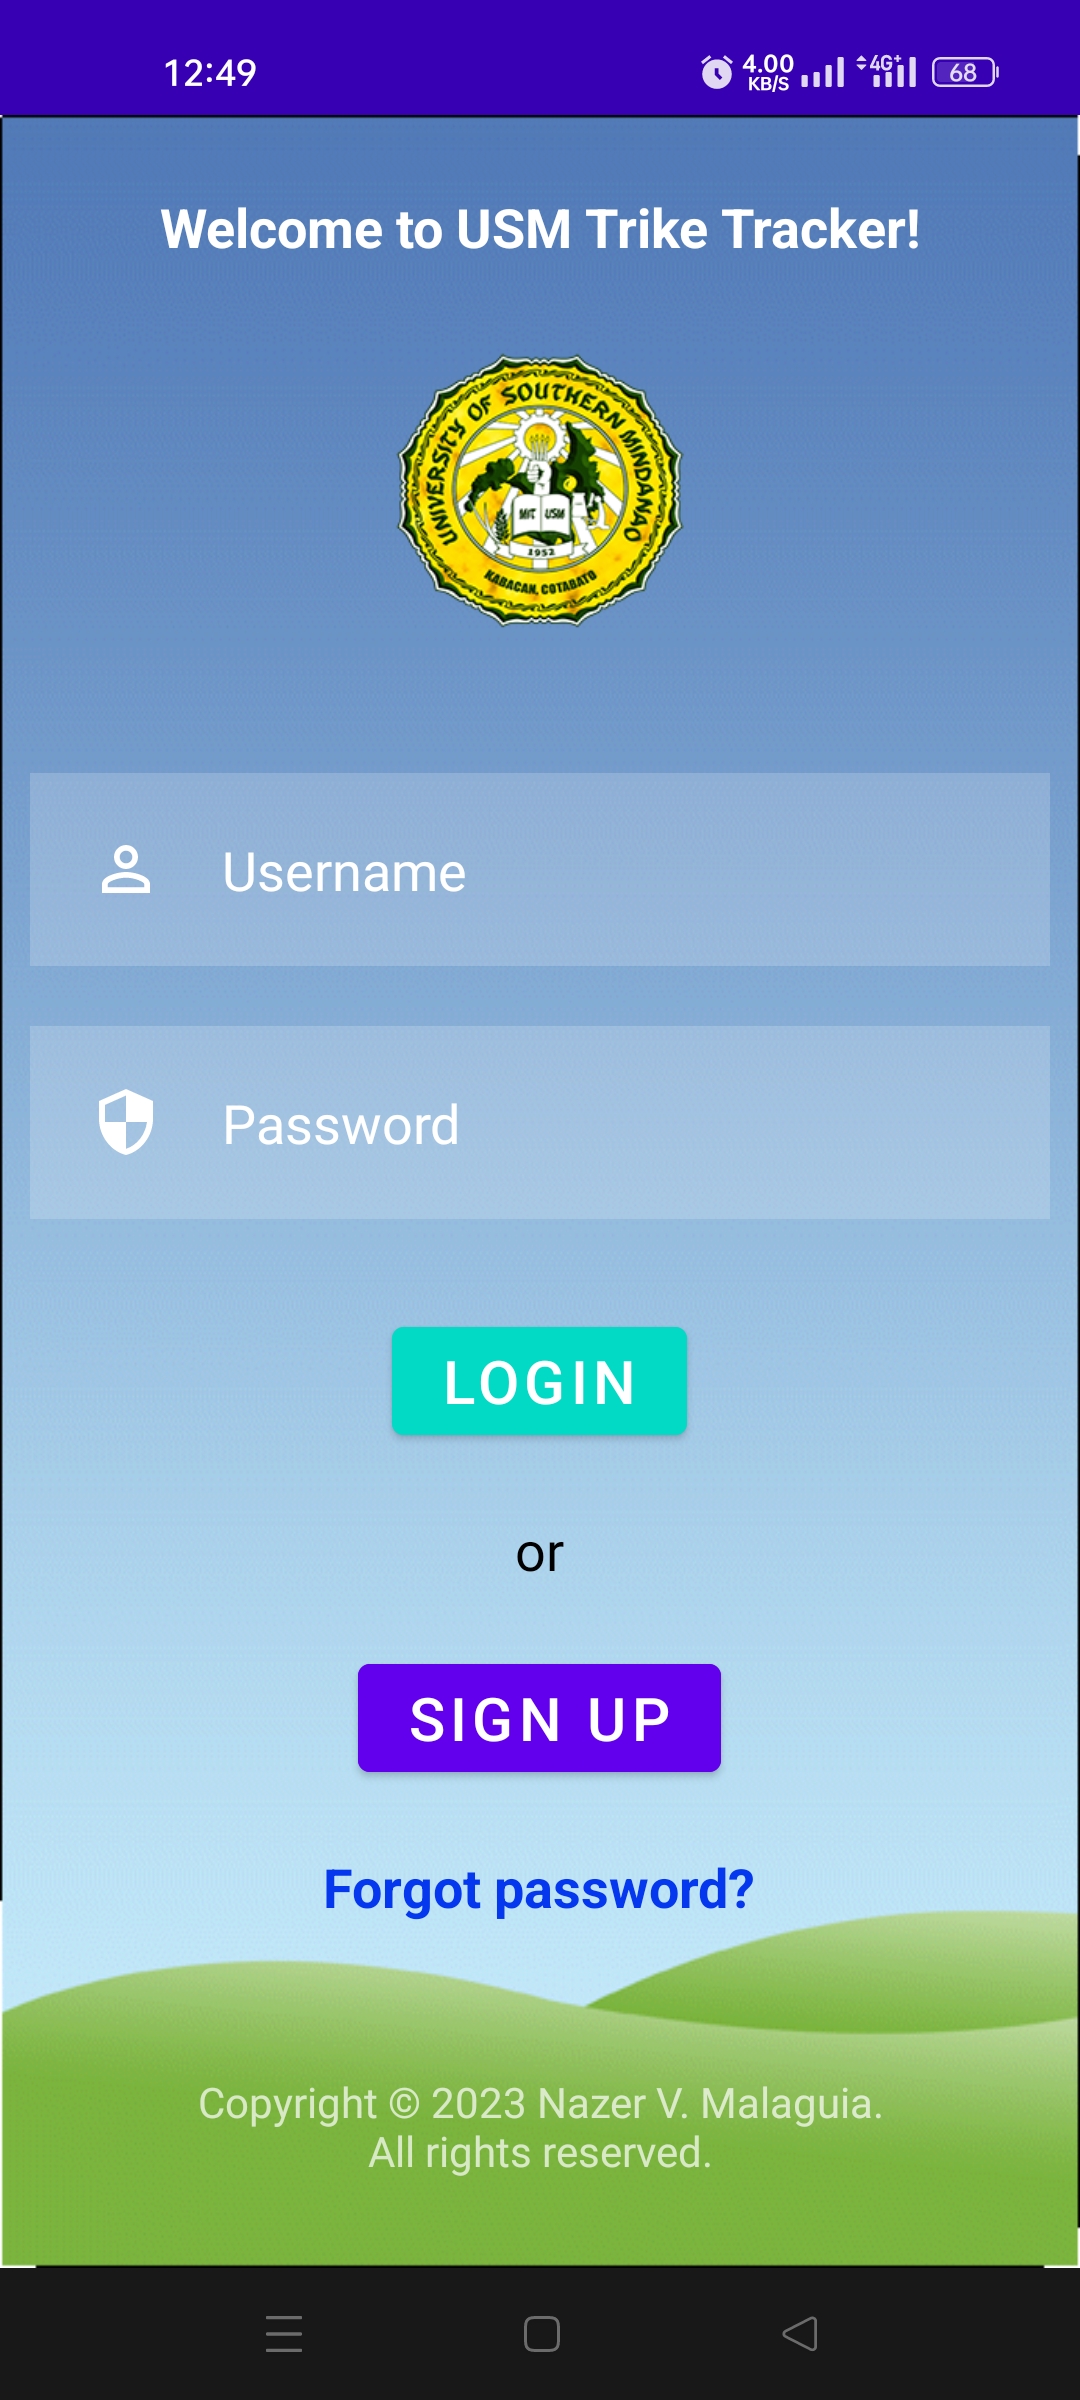 12:49
4.00
KB/S
4G+
68
Welcome to USM Trike Tracker!
UNIVERSITY OF SOUTHERN MINDANAO
MIT USM
1952
KABACAN, COTABATO
Username
Password
LOGIN
or
SIGN UP
Forgot password?
Copyright © 2023 Nazer V. Malaguia.
All rights reserved.